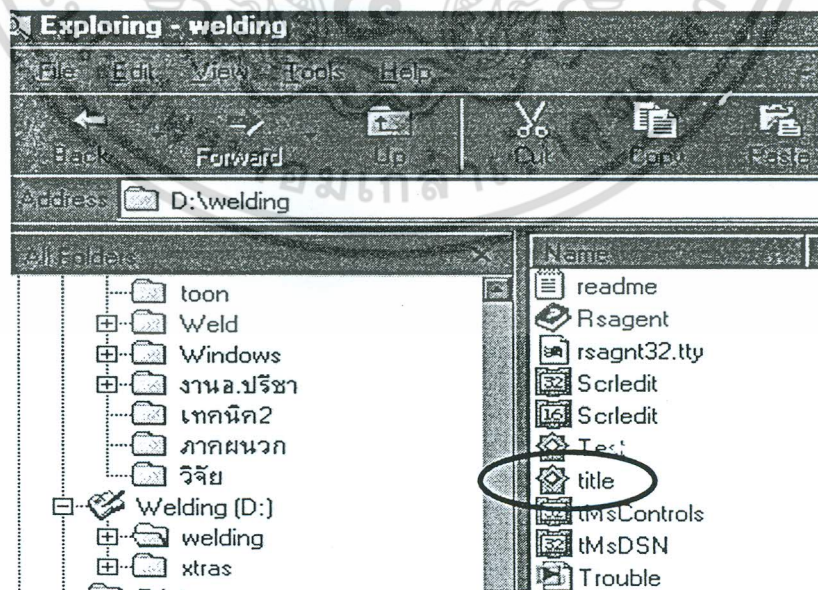 Exploring - welding
File Edit View Tools Help
Back Forward Up Cut Copy Paste
Address D:\welding
All Folders
toon
Weld
Windows
งานอ.ปรีชา
เทคนิค2
ภาคผนวก
วิจัย
Welding (D:)
welding
xtras
Name
readme
Rsagent
rsagnt32.tty
Scrledit
Scrledit
Test
title
tMsControls
tMsDSN
Trouble